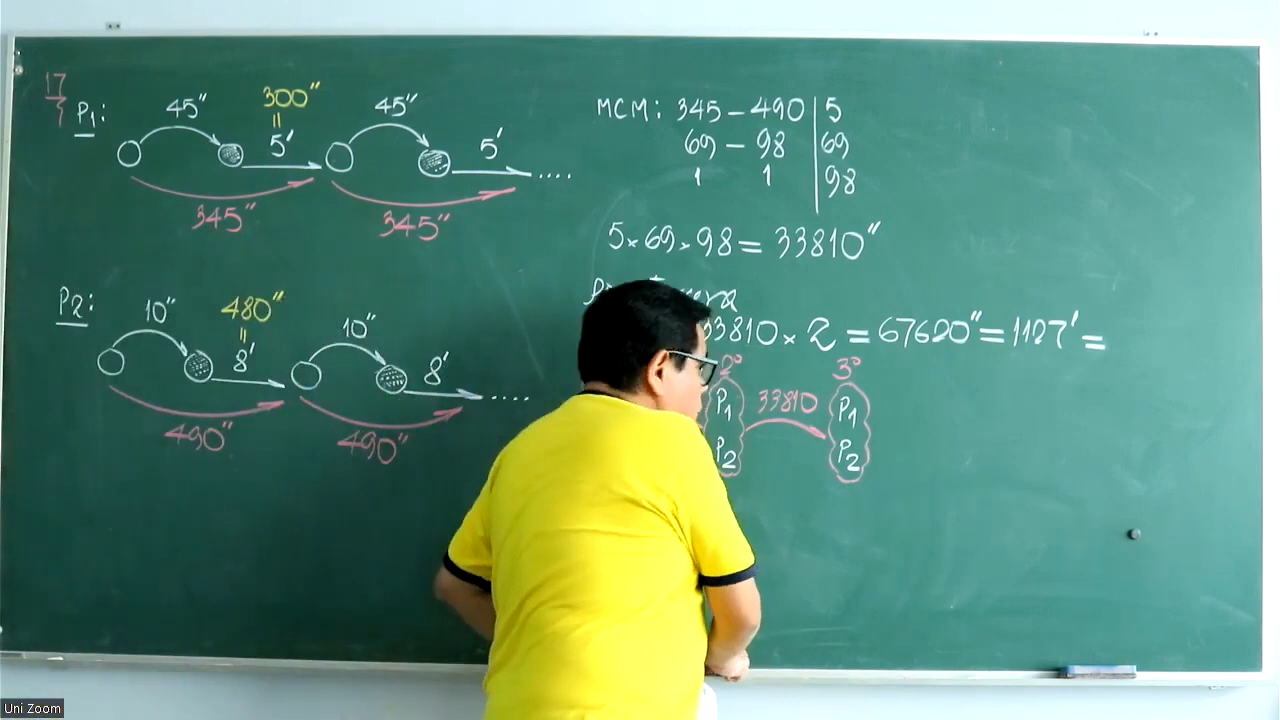 17
P1: 45" 300" 45"
= 5' 5' ....
345" 345"
P2: 10" 480" 10"
= 8' 8' ....
490" 490"
MCM: 345 - 490 | 5
69 - 98 | 69
1 1 | 98
5 × 69 × 98 = 33810"
33810 × 2 = 67620" = 1127' =
2° 3°
P1 33810 P1
P2 P2
Uni Zoom